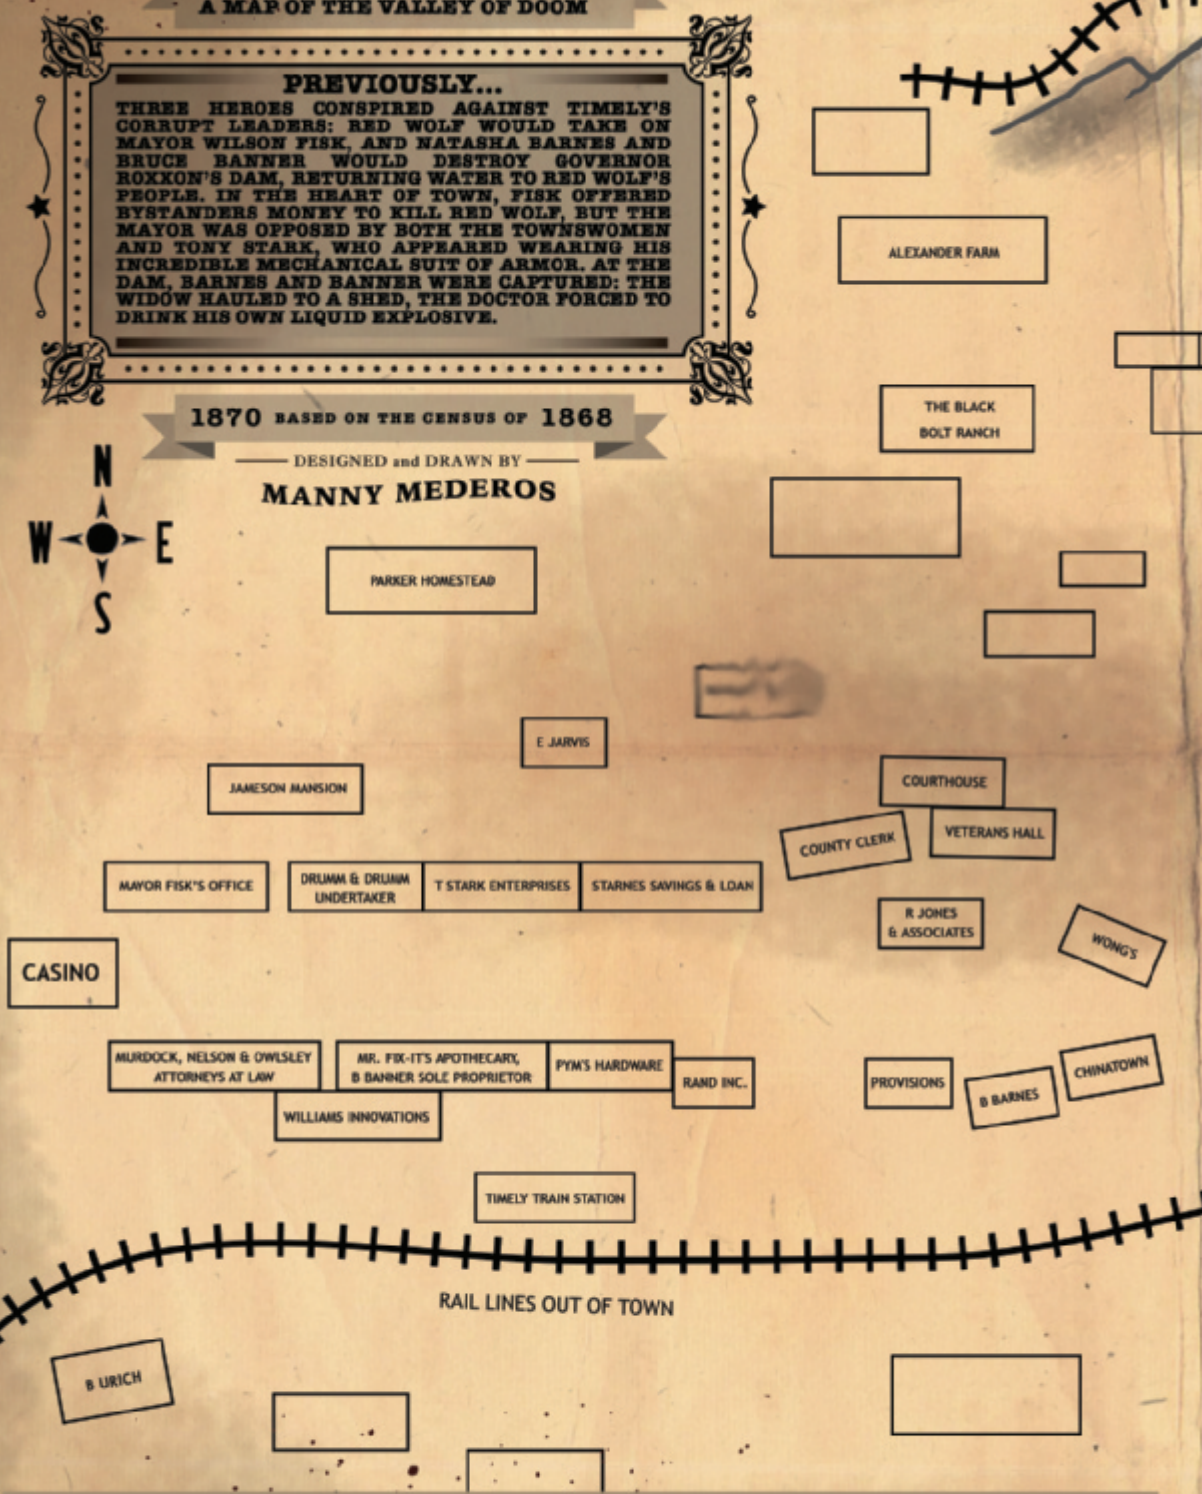 A MAP OF THE VALLEY OF DOOM
PREVIOUSLY...
THREE HEROES CONSPIRED AGAINST TIMELY'S
CORRUPT LEADERS: RED WOLF WOULD TAKE ON
MAYOR WILSON FISK, AND NATASHA BARNES AND
BRUCE BANNER WOULD DESTROY GOVERNOR
ROXXON'S DAM, RETURNING WATER TO RED WOLF'S
PEOPLE. IN THE HEART OF TOWN, FISK OFFERED
BYSTANDERS MONEY TO KILL RED WOLF, BUT THE
MAYOR WAS OPPOSED BY BOTH THE TOWNSWOMEN
AND TONY STARK, WHO APPEARED WEARING HIS
INCREDIBLE MECHANICAL SUIT OF ARMOR. AT THE
DAM, BARNES AND BANNER WERE CAPTURED: THE
WIDOW HAULED TO A SHED, THE DOCTOR FORCED TO
DRINK HIS OWN LIQUID EXPLOSIVE.
1870 BASED ON THE CENSUS OF 1868
DESIGNED and DRAWN BY
MANNY MEDEROS
N
W E
S
ALEXANDER FARM
THE BLACK
BOLT RANCH
PARKER HOMESTEAD
E JARVIS
JAMESON MANSION
COURTHOUSE
COUNTY CLERK
VETERANS HALL
MAYOR FISK'S OFFICE
DRUMM & DRUMM
UNDERTAKER
T STARK ENTERPRISES
STARNES SAVINGS & LOAN
R JONES
& ASSOCIATES
WONG'S
CASINO
MURDOCK, NELSON & OWLSLEY
ATTORNEYS AT LAW
MR. FIX-IT'S APOTHECARY,
B BANNER SOLE PROPRIETOR
PYM'S HARDWARE
RAND INC.
PROVISIONS
B BARNES
CHINATOWN
WILLIAMS INNOVATIONS
TIMELY TRAIN STATION
RAIL LINES OUT OF TOWN
B URICH